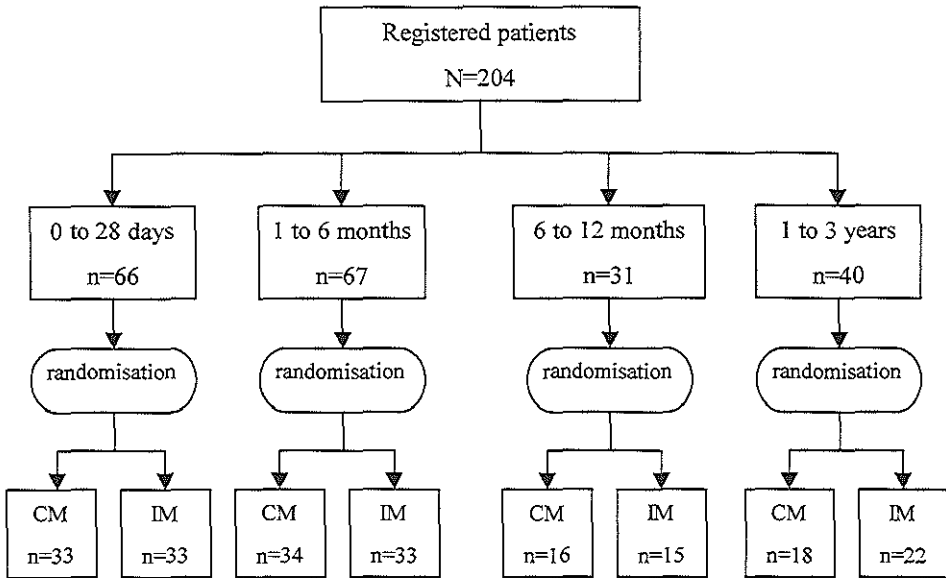 Registered patients
N=204
0 to 28 days
n=66
1 to 6 months
n=67
6 to 12 months
n=31
1 to 3 years
n=40
randomisation
randomisation
randomisation
randomisation
CM
n=33
IM
n=33
CM
n=34
IM
n=33
CM
n=16
IM
n=15
CM
n=18
IM
n=22